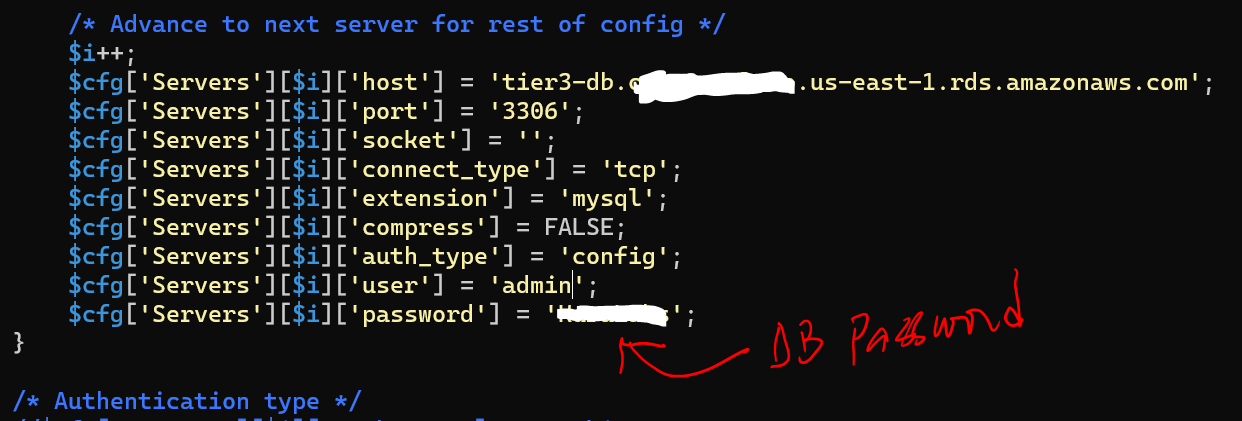 /* Advance to next server for rest of config */
$i++;
$cfg['Servers'][$i]['host'] = 'tier3-db. .us-east-1.rds.amazonaws.com';
$cfg['Servers'][$i]['port'] = '3306';
$cfg['Servers'][$i]['socket'] = '';
$cfg['Servers'][$i]['connect_type'] = 'tcp';
$cfg['Servers'][$i]['extension'] = 'mysql';
$cfg['Servers'][$i]['compress'] = FALSE;
$cfg['Servers'][$i]['auth_type'] = 'config';
$cfg['Servers'][$i]['user'] = 'admin';
$cfg['Servers'][$i]['password'] = ' ';
DB Password
}
/* Authentication type */